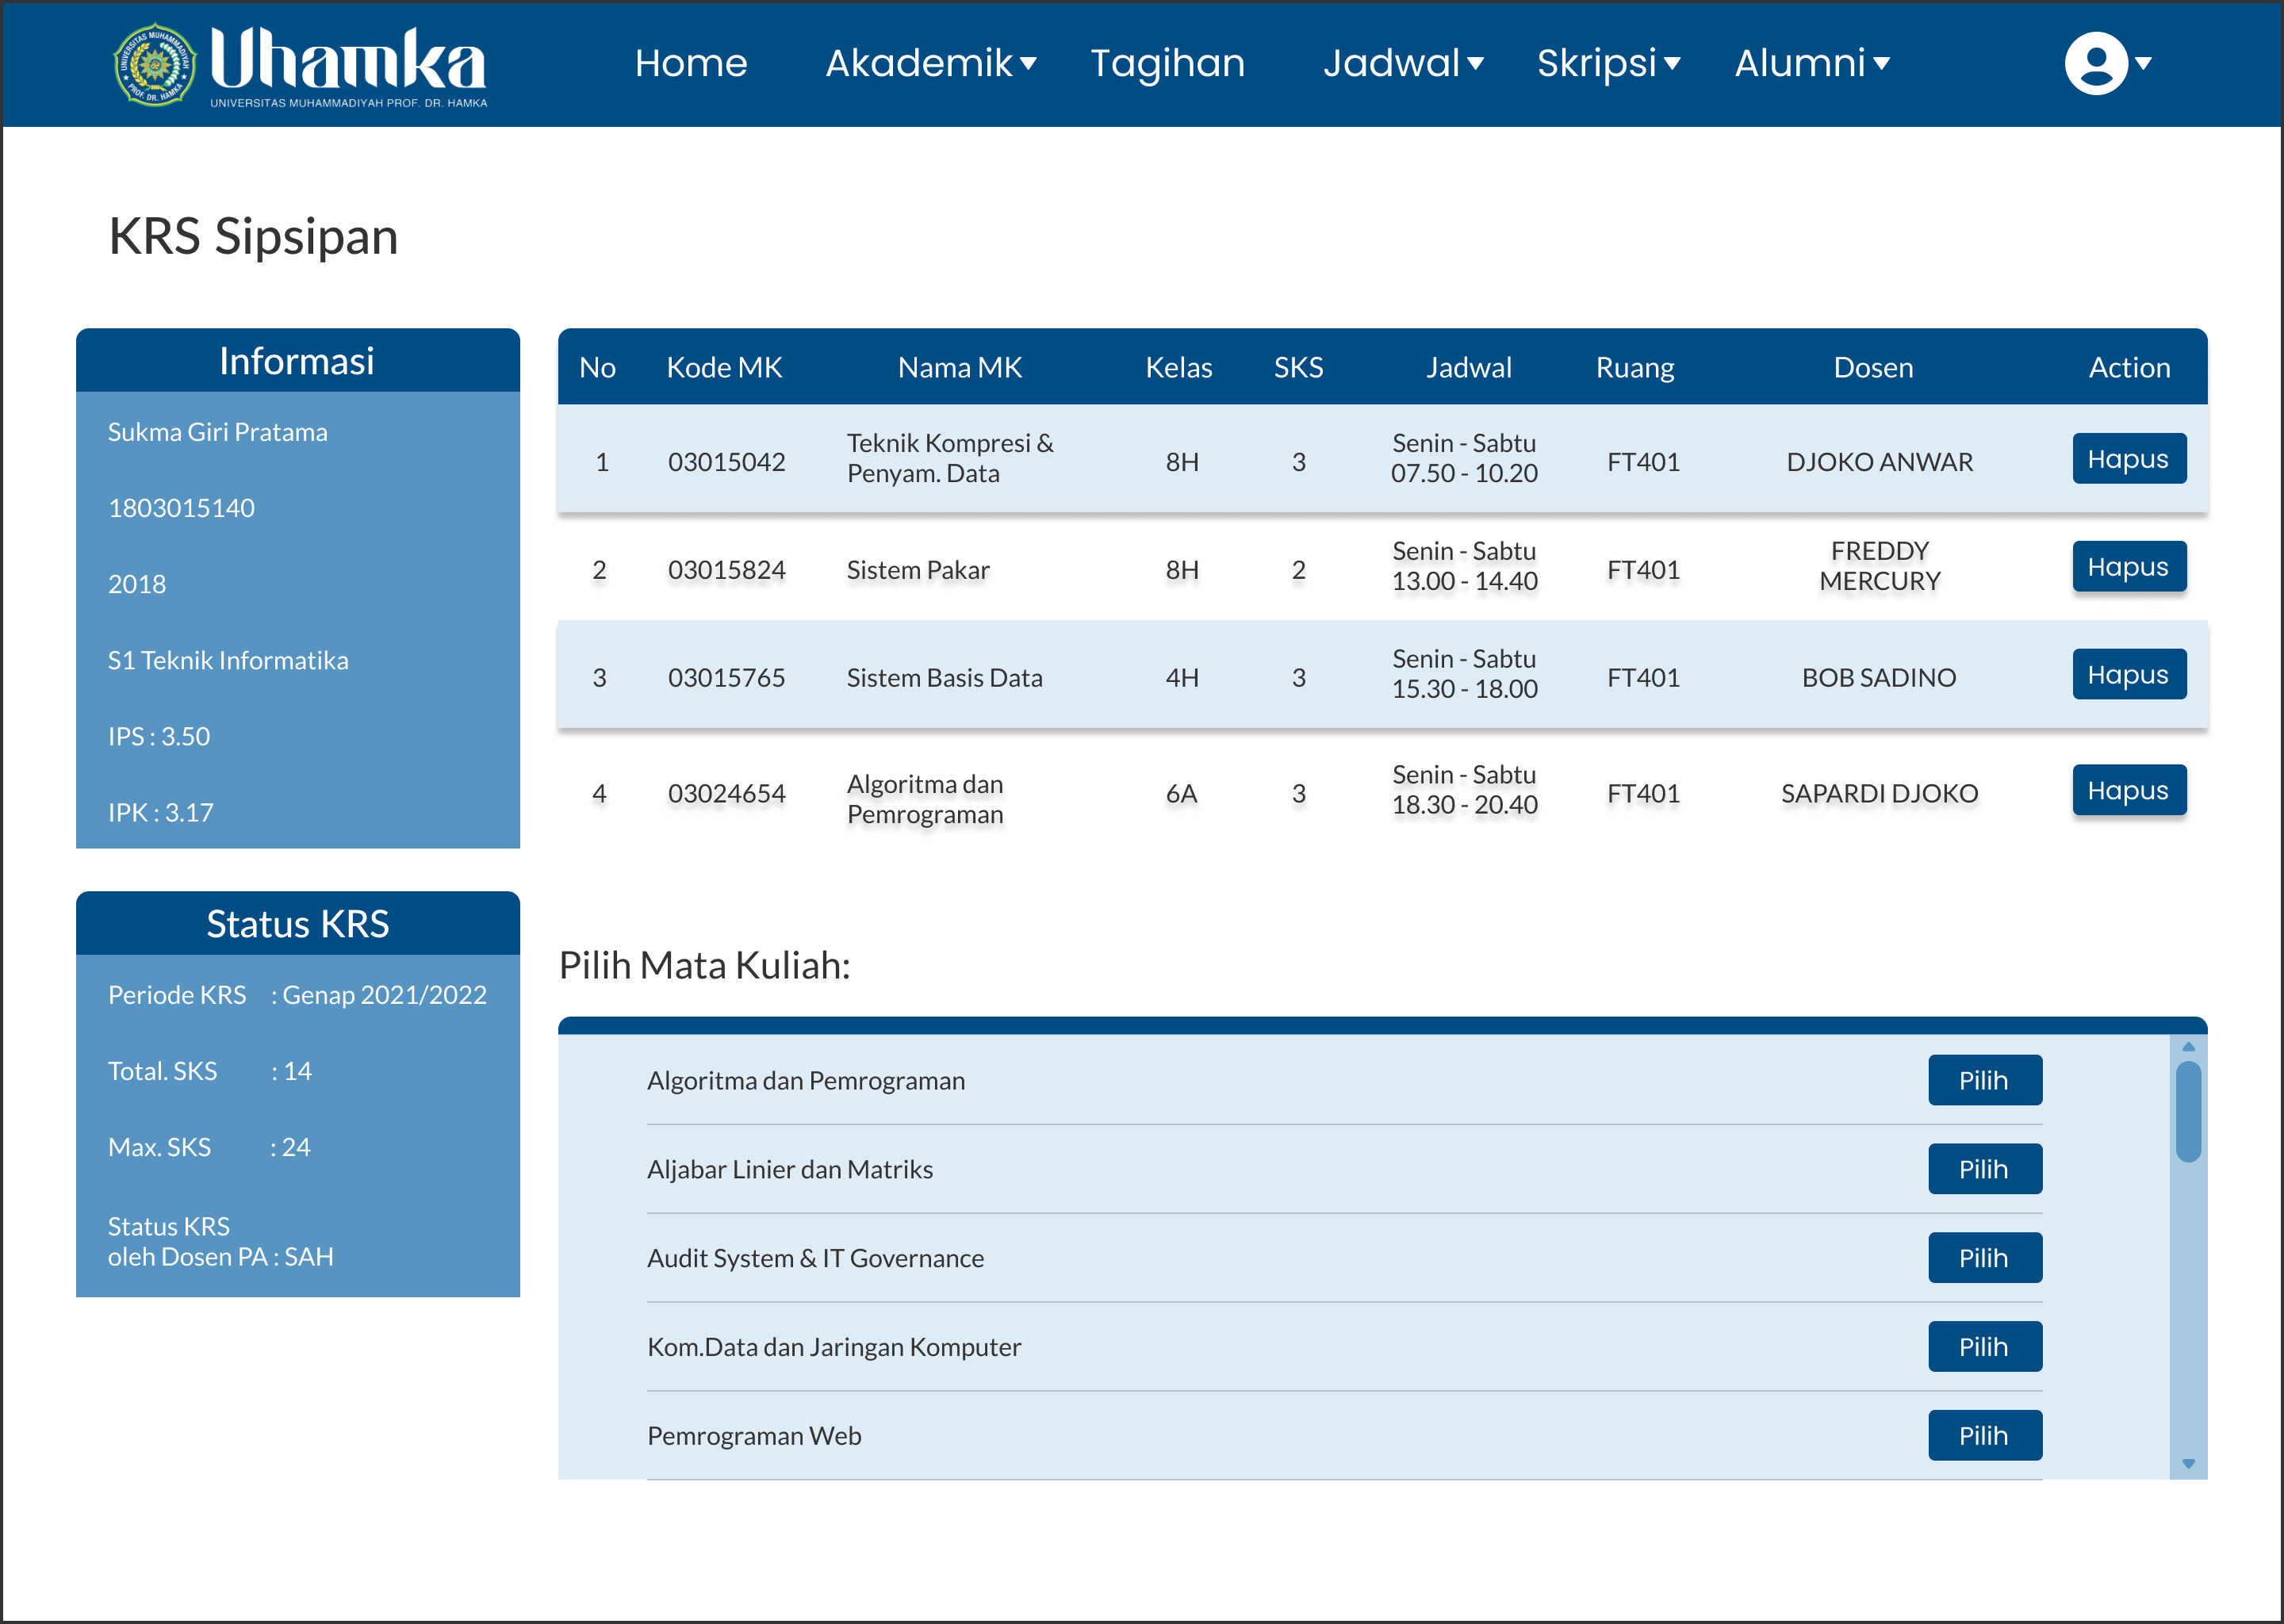 Uhamka
UNIVERSITAS MUHAMMADIYAH PROF. DR. HAMKA
UNIVERSITAS MUHAMMADIYAH
PROF. DR. HAMKA
Home Akademik Tagihan Jadwal Skripsi Alumni
KRS Sipsipan
Informasi
Sukma Giri Pratama
1803015140
2018
S1 Teknik Informatika
IPS : 3.50
IPK : 3.17
Status KRS
Periode KRS : Genap 2021/2022
Total. SKS : 14
Max. SKS : 24
Status KRS
oleh Dosen PA : SAH
No Kode MK Nama MK Kelas SKS Jadwal Ruang Dosen Action
1 03015042 Teknik Kompresi & Penyam. Data 8H 3 Senin - Sabtu 07.50 - 10.20 FT401 DJOKO ANWAR Hapus
2 03015824 Sistem Pakar 8H 2 Senin - Sabtu 13.00 - 14.40 FT401 FREDDY MERCURY Hapus
3 03015765 Sistem Basis Data 4H 3 Senin - Sabtu 15.30 - 18.00 FT401 BOB SADINO Hapus
4 03024654 Algoritma dan Pemrograman 6A 3 Senin - Sabtu 18.30 - 20.40 FT401 SAPARDI DJOKO Hapus
Pilih Mata Kuliah:
Algoritma dan Pemrograman Pilih
Aljabar Linier dan Matriks Pilih
Audit System & IT Governance Pilih
Kom.Data dan Jaringan Komputer Pilih
Pemrograman Web Pilih